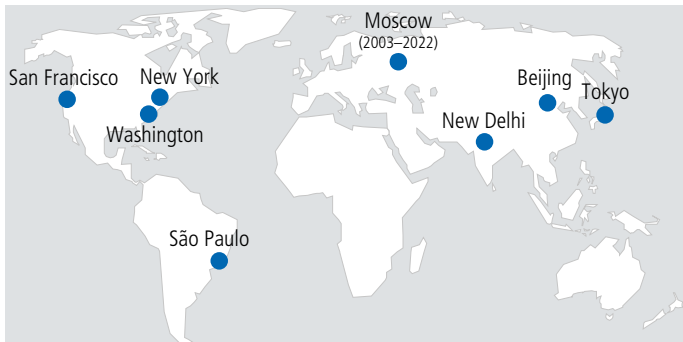 Moscow
(2003–2022)
San Francisco
New York
Beijing
Tokyo
New Delhi
Washington
São Paulo